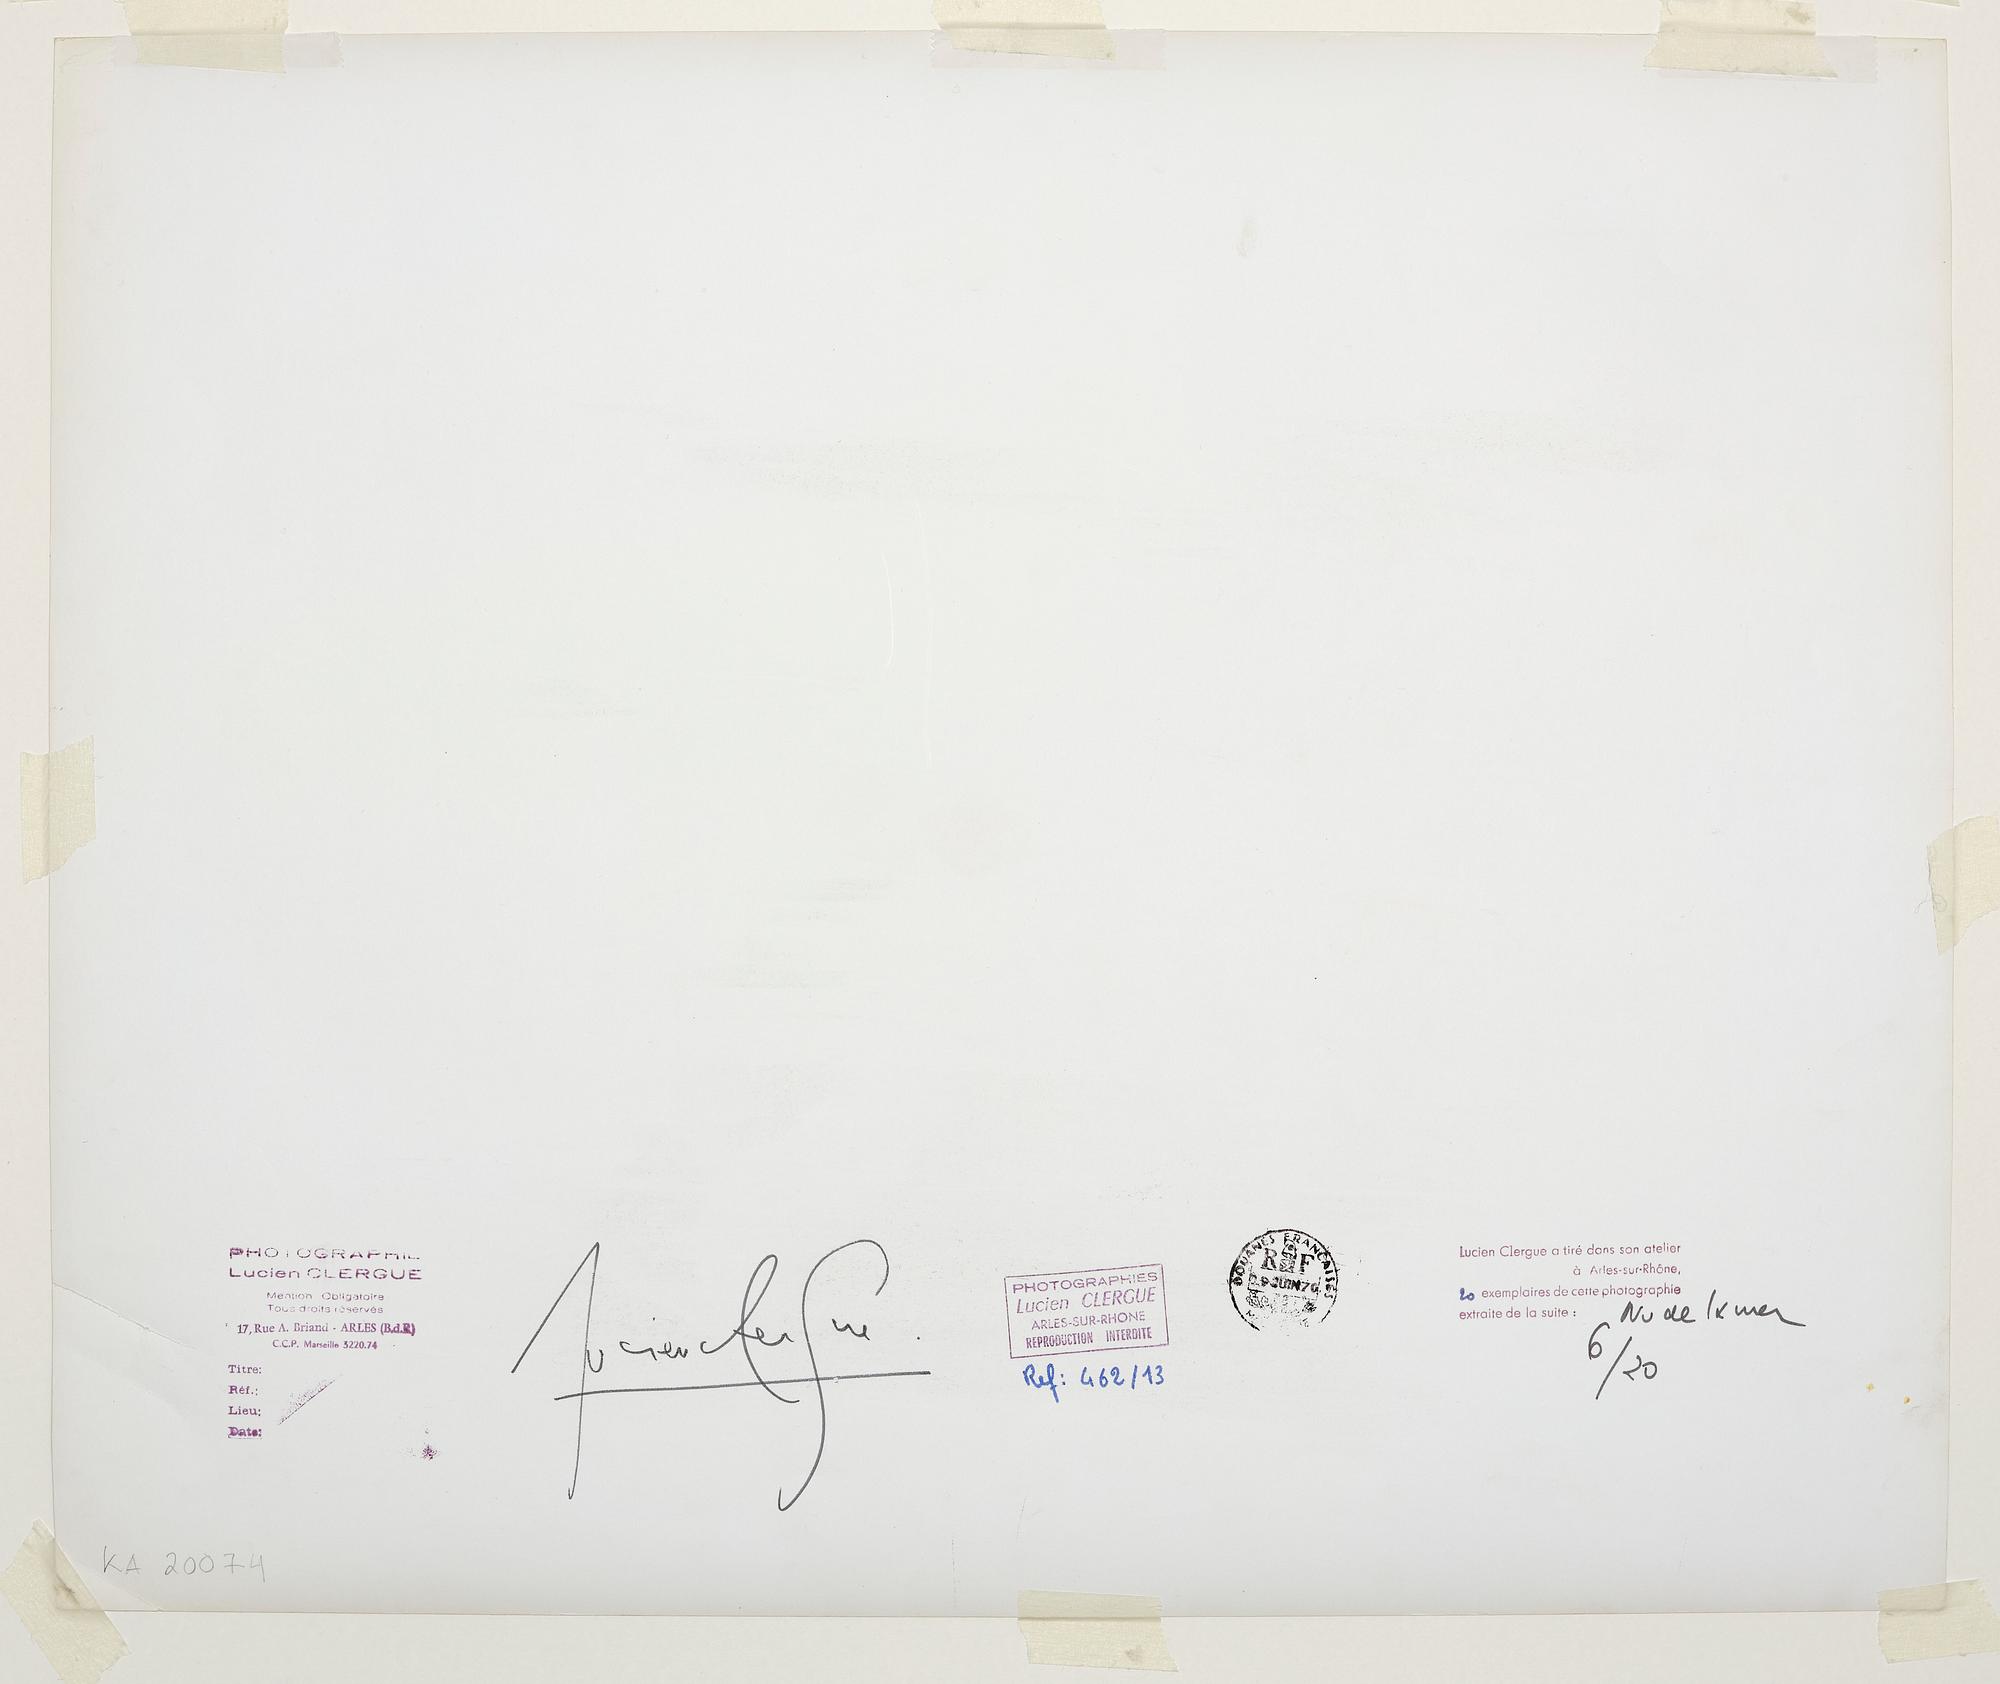 PHOTOGRAPHIE
Lucien CLERGUE
Mention Obligatoire
Tous droits réservés
17, Rue A. Briand - ARLES (B.d.R)
C.C.P. Marseille 3220.74
Titre:
Réf.:
Lieu:
Date:
Lucien Clergue.
PHOTOGRAPHIES
Lucien CLERGUE
ARLES-SUR-RHONE
REPRODUCTION INTERDITE
Ref: 462/13
DOUANES FRANÇAISES
R F
JUIN 70
Lucien Clergue a tiré dans son atelier
à Arles-sur-Rhône,
20 exemplaires de cette photographie
extraite de la suite : Nu de la mer
6/20
KA 20074